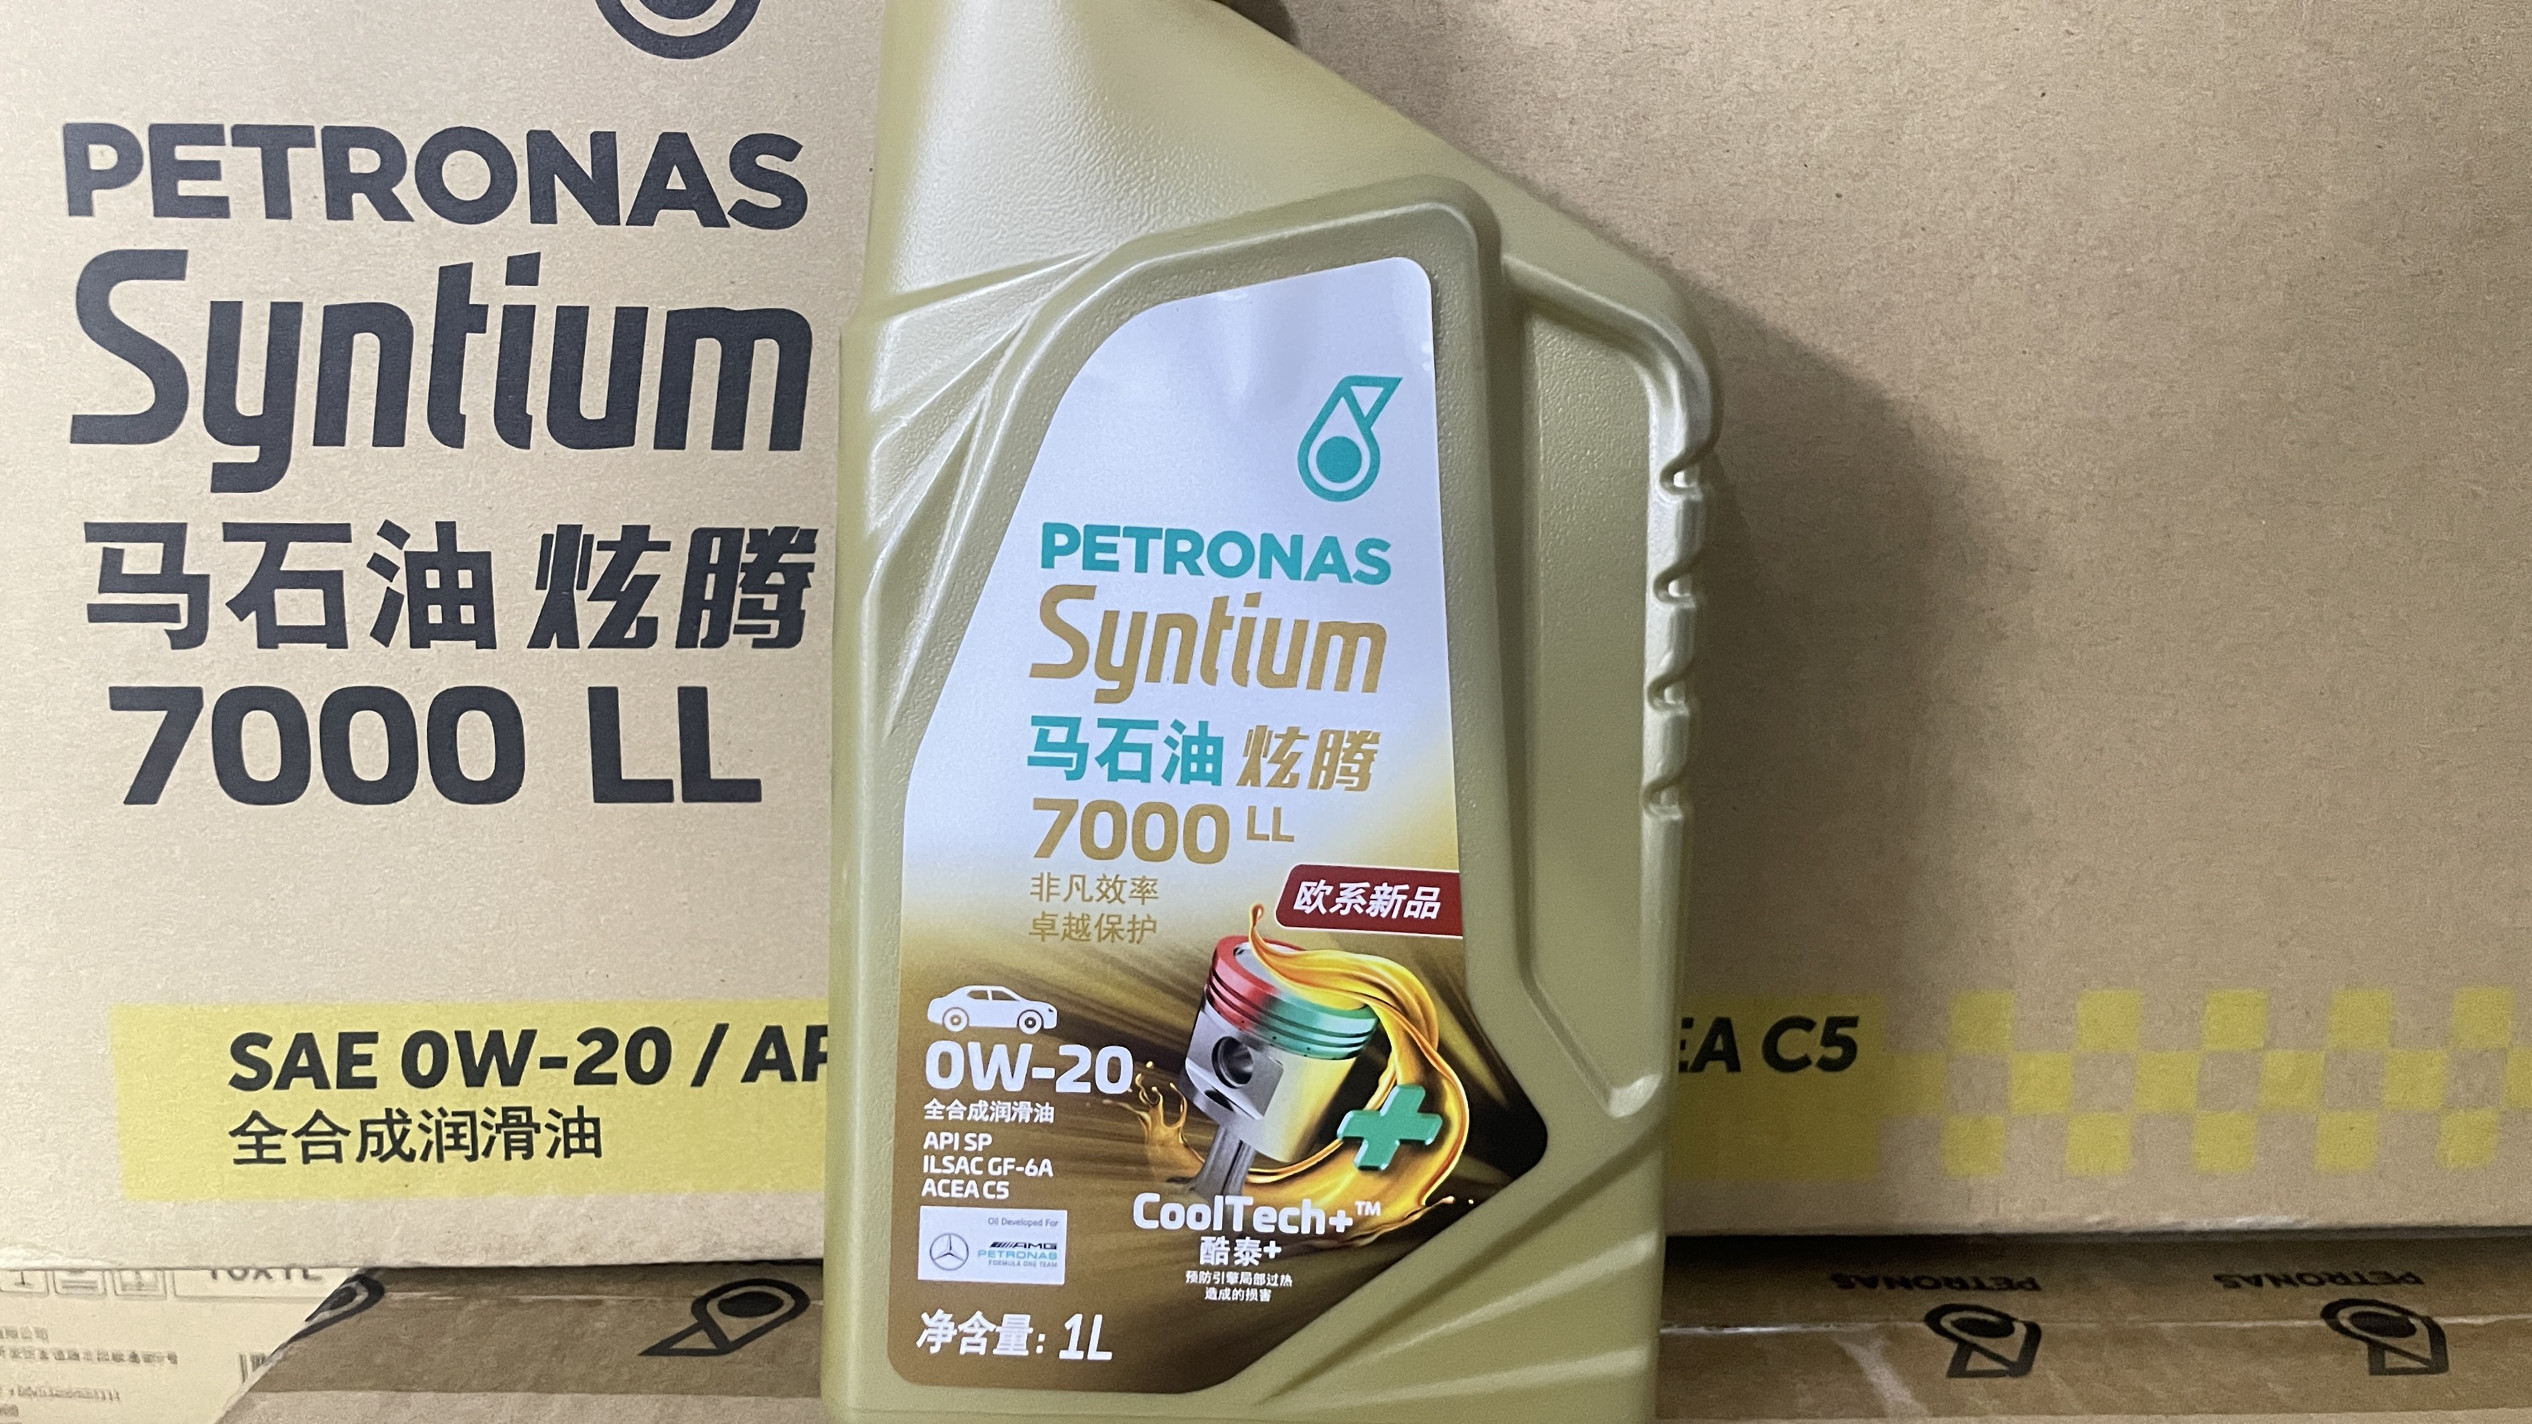 PETRONAS
Syntium
马石油 炫腾
7000 LL
SAE 0W-20 / AP
全合成润滑油
PETRONAS
Syntium
马石油 炫腾
7000 LL
非凡效率
卓越保护
欧系新品
0W-20
全合成润滑油
API SP
ILSAC GF-6A
ACEA C5
Oil Developed For
AMG
PETRONAS
FORMULA ONE TEAM
CoolTech+™
酷泰+
预防引擎局部过热
造成的损害
净含量: 1L
EA C5
PETRONAS
PETRONAS
PETRONAS